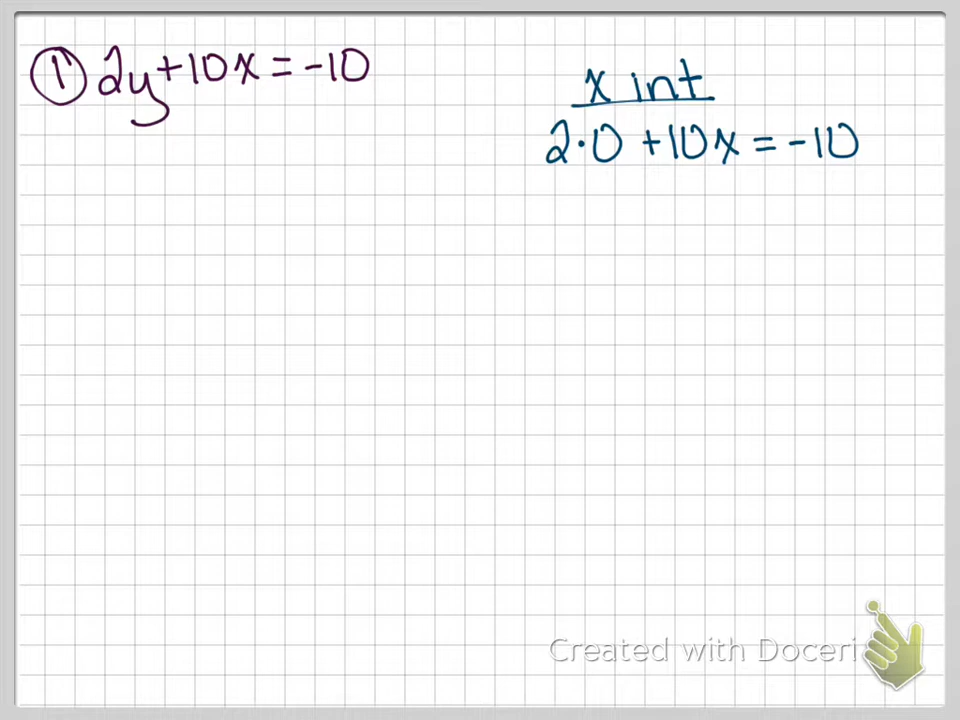 ① 2y+10x = -10
x int
2·0 +10x = -10
Created with Doceri